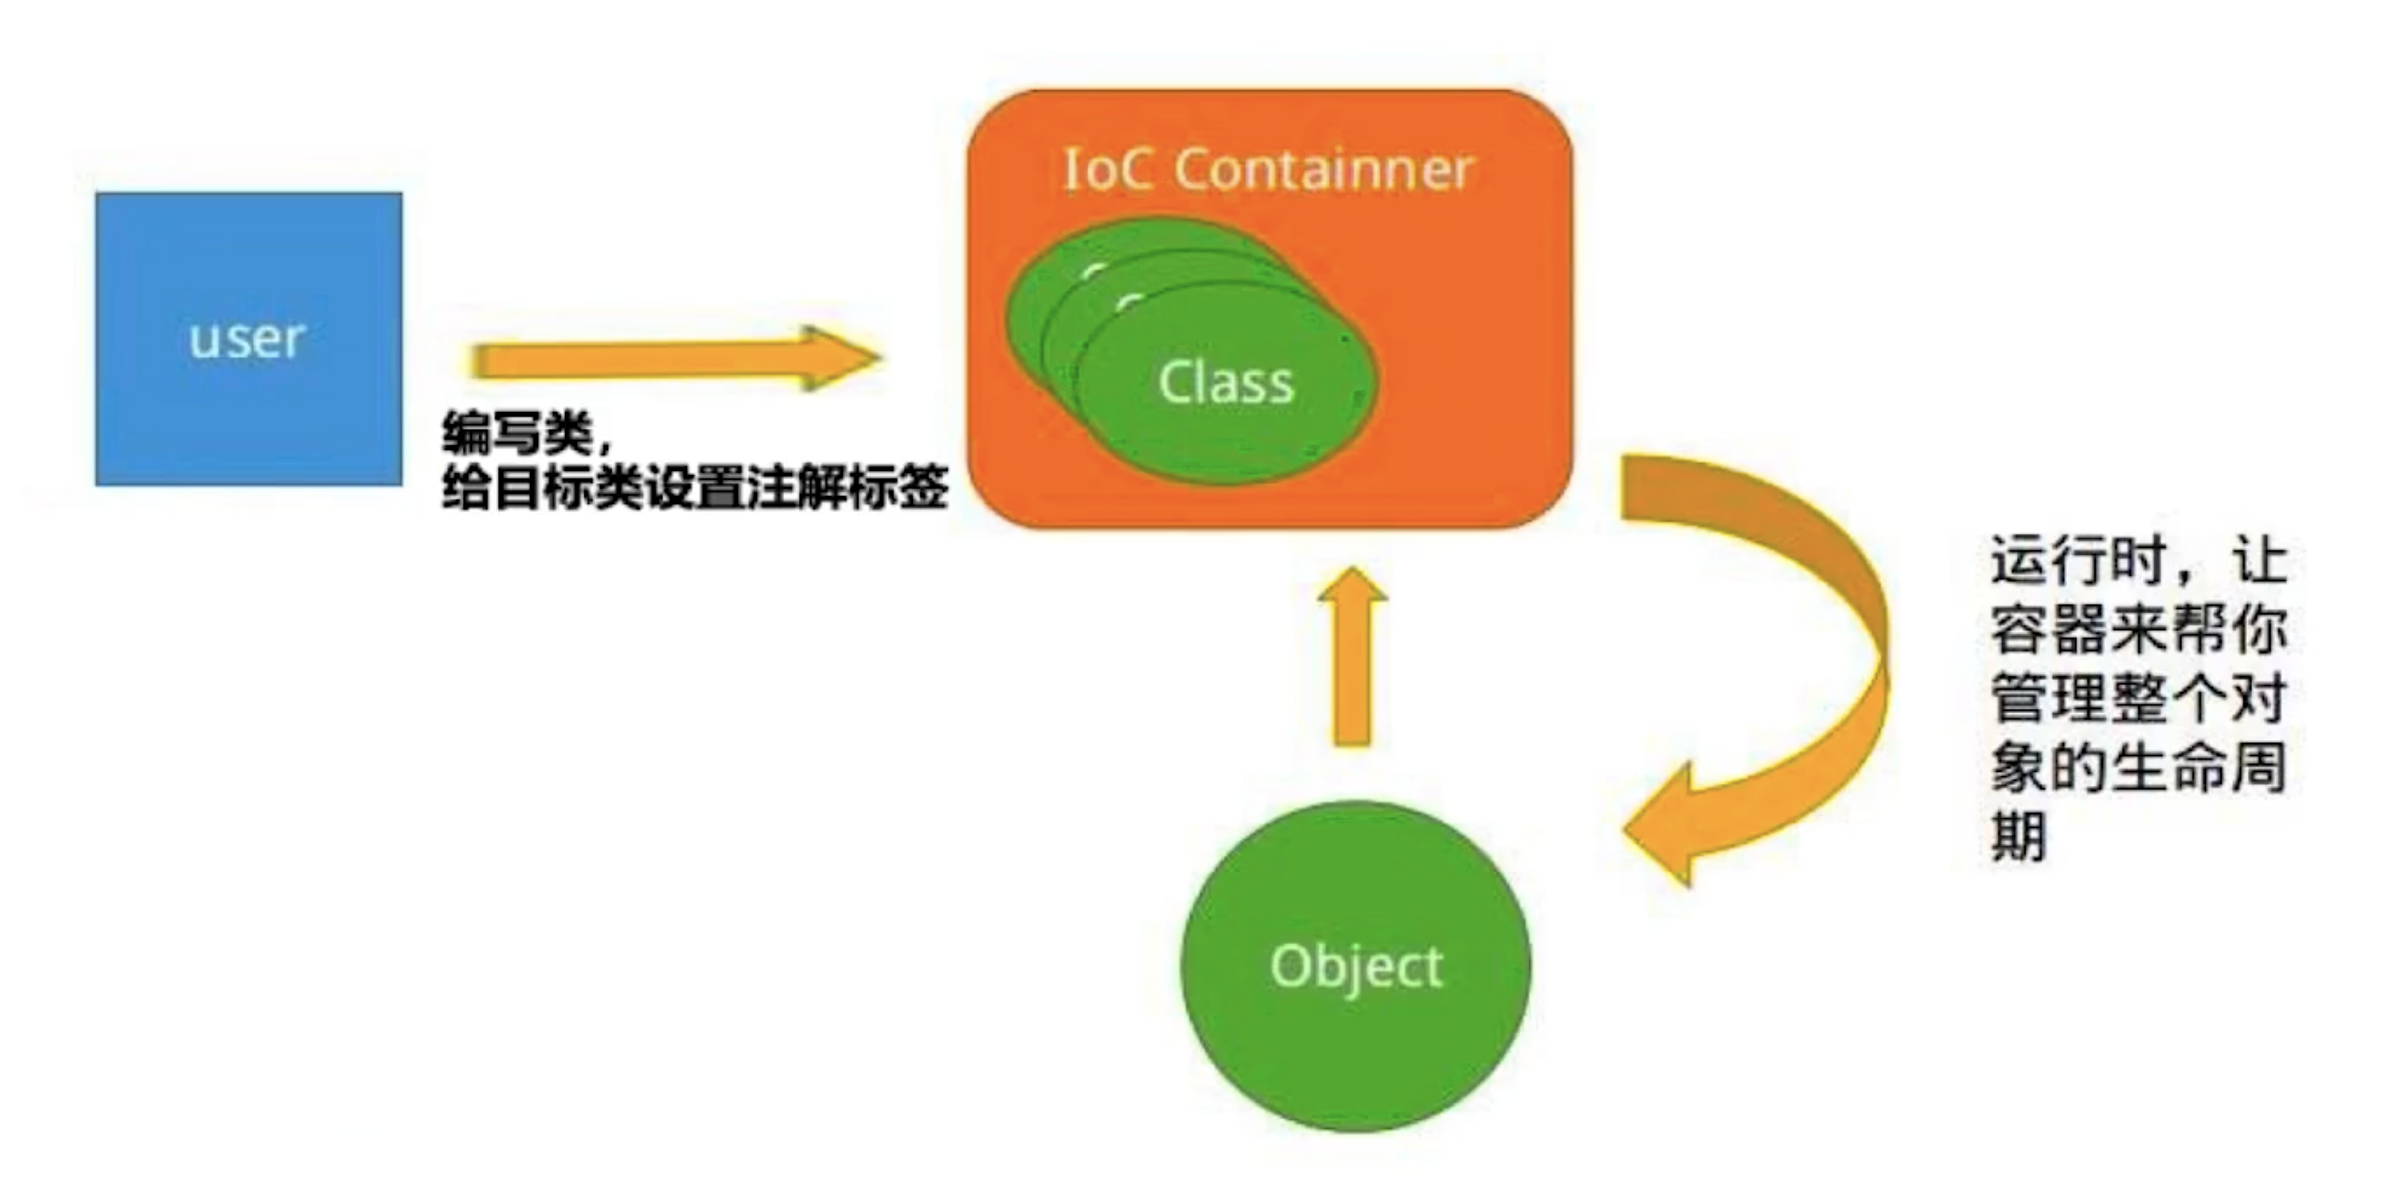 IoC Containner
user
Class
编写类，
给目标类设置注解标签
运行时，让
容器来帮你
管理整个对
象的生命周
期
Object